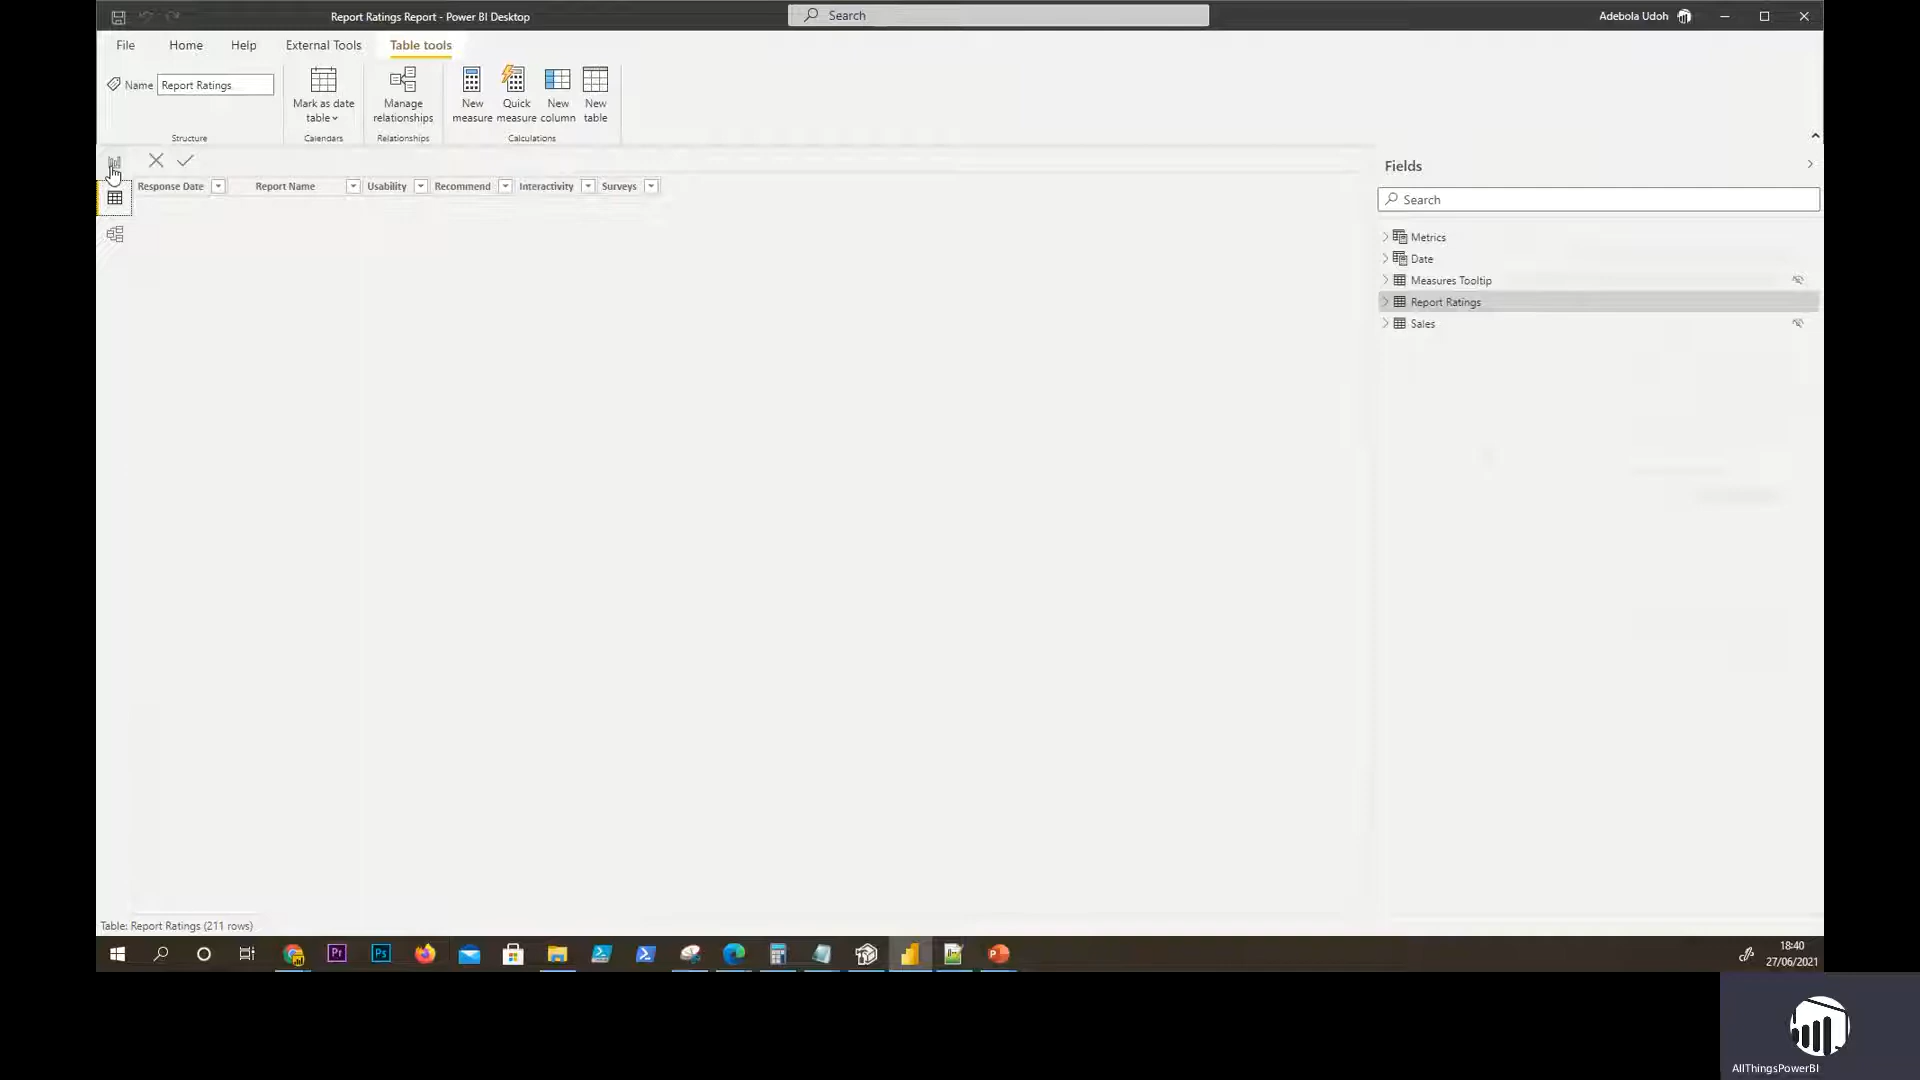 Report Ratings Report - Power BI Desktop
Search
Adebola Udoh
File
Home
Help
External Tools
Table tools
Name
Report Ratings
Mark as date
table
Manage
relationships
New
measure
Quick
measure
New
column
New
table
Structure
Calendars
Relationships
Calculations
Response Date
Report Name
Usability
Recommend
Interactivity
Surveys
Fields
Search
Metrics
Date
Measures Tooltip
Report Ratings
Sales
Table: Report Ratings (211 rows)
Pr
Ps
18:40
27/06/2021
AllThingsPowerBI